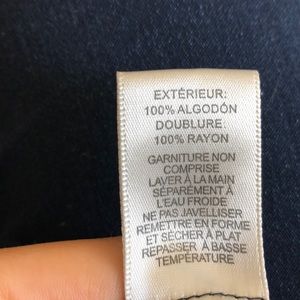 EXTÉRIEUR:
100% ALGODÓN
DOUBLURE:
100% RAYON
GARNITURE NON
COMPRISE
LAVER À LA MAIN
SÉPARÉMENT À
L'EAU FROIDE
NE PAS JAVELLISER
REMETTRE EN FORME
ET SÉCHER À PLAT
REPASSER À BASSE
TEMPÉRATURE